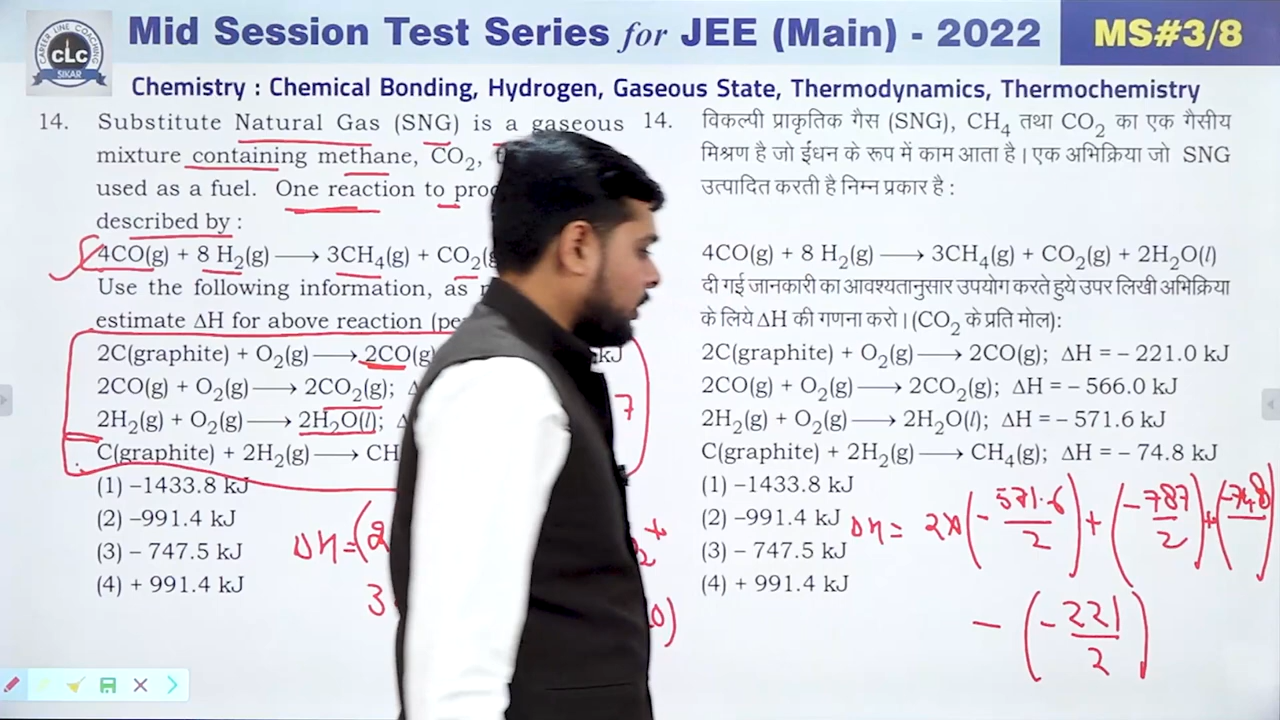 CAREER LINE COACHING
CLC
SIKAR
Mid Session Test Series for JEE (Main) - 2022
MS#3/8
Chemistry : Chemical Bonding, Hydrogen, Gaseous State, Thermodynamics, Thermochemistry
14. Substitute Natural Gas (SNG) is a gaseous
mixture containing methane, CO₂,
used as a fuel. One reaction to
described by :
4CO(g) + 8 H₂(g) ⟶ 3CH₄(g) + CO₂(g
Use the following information, as
estimate ΔH for above reaction
2C(graphite) + O₂(g) ⟶ 2CO(g) kJ
2CO(g) + O₂(g) ⟶ 2CO₂(g);
2H₂(g) + O₂(g) ⟶ 2H₂O(l); 7
C(graphite) + 2H₂(g) ⟶ CH
(1) –1433.8 kJ
(2) –991.4 kJ
(3) – 747.5 kJ
(4) + 991.4 kJ
ΔH = (2
3
0)
14. विकल्पी प्राकृतिक गैस (SNG), CH₄ तथा CO₂ का एक गैसीय
मिश्रण है जो ईधन के रूप में काम आता है। एक अभिक्रिया जो SNG
उत्पादित करती है निम्न प्रकार है :
4CO(g) + 8 H₂(g) ⟶ 3CH₄(g) + CO₂(g) + 2H₂O(l)
दी गई जानकारी का आवश्यतानुसार उपयोग करते हुये उपर लिखी अभिक्रिया
के लिये ΔH की गणना करो। (CO₂ के प्रति मोल):
2C(graphite) + O₂(g) ⟶ 2CO(g); ΔH = – 221.0 kJ
2CO(g) + O₂(g) ⟶ 2CO₂(g); ΔH = – 566.0 kJ
2H₂(g) + O₂(g) ⟶ 2H₂O(l); ΔH = – 571.6 kJ
C(graphite) + 2H₂(g) ⟶ CH₄(g); ΔH = – 74.8 kJ
(1) –1433.8 kJ
(2) –991.4 kJ
(3) – 747.5 kJ
(4) + 991.4 kJ
ΔH = 2×(-571.6/2) + (-787/2) + (-74.8)
- (-221/2)